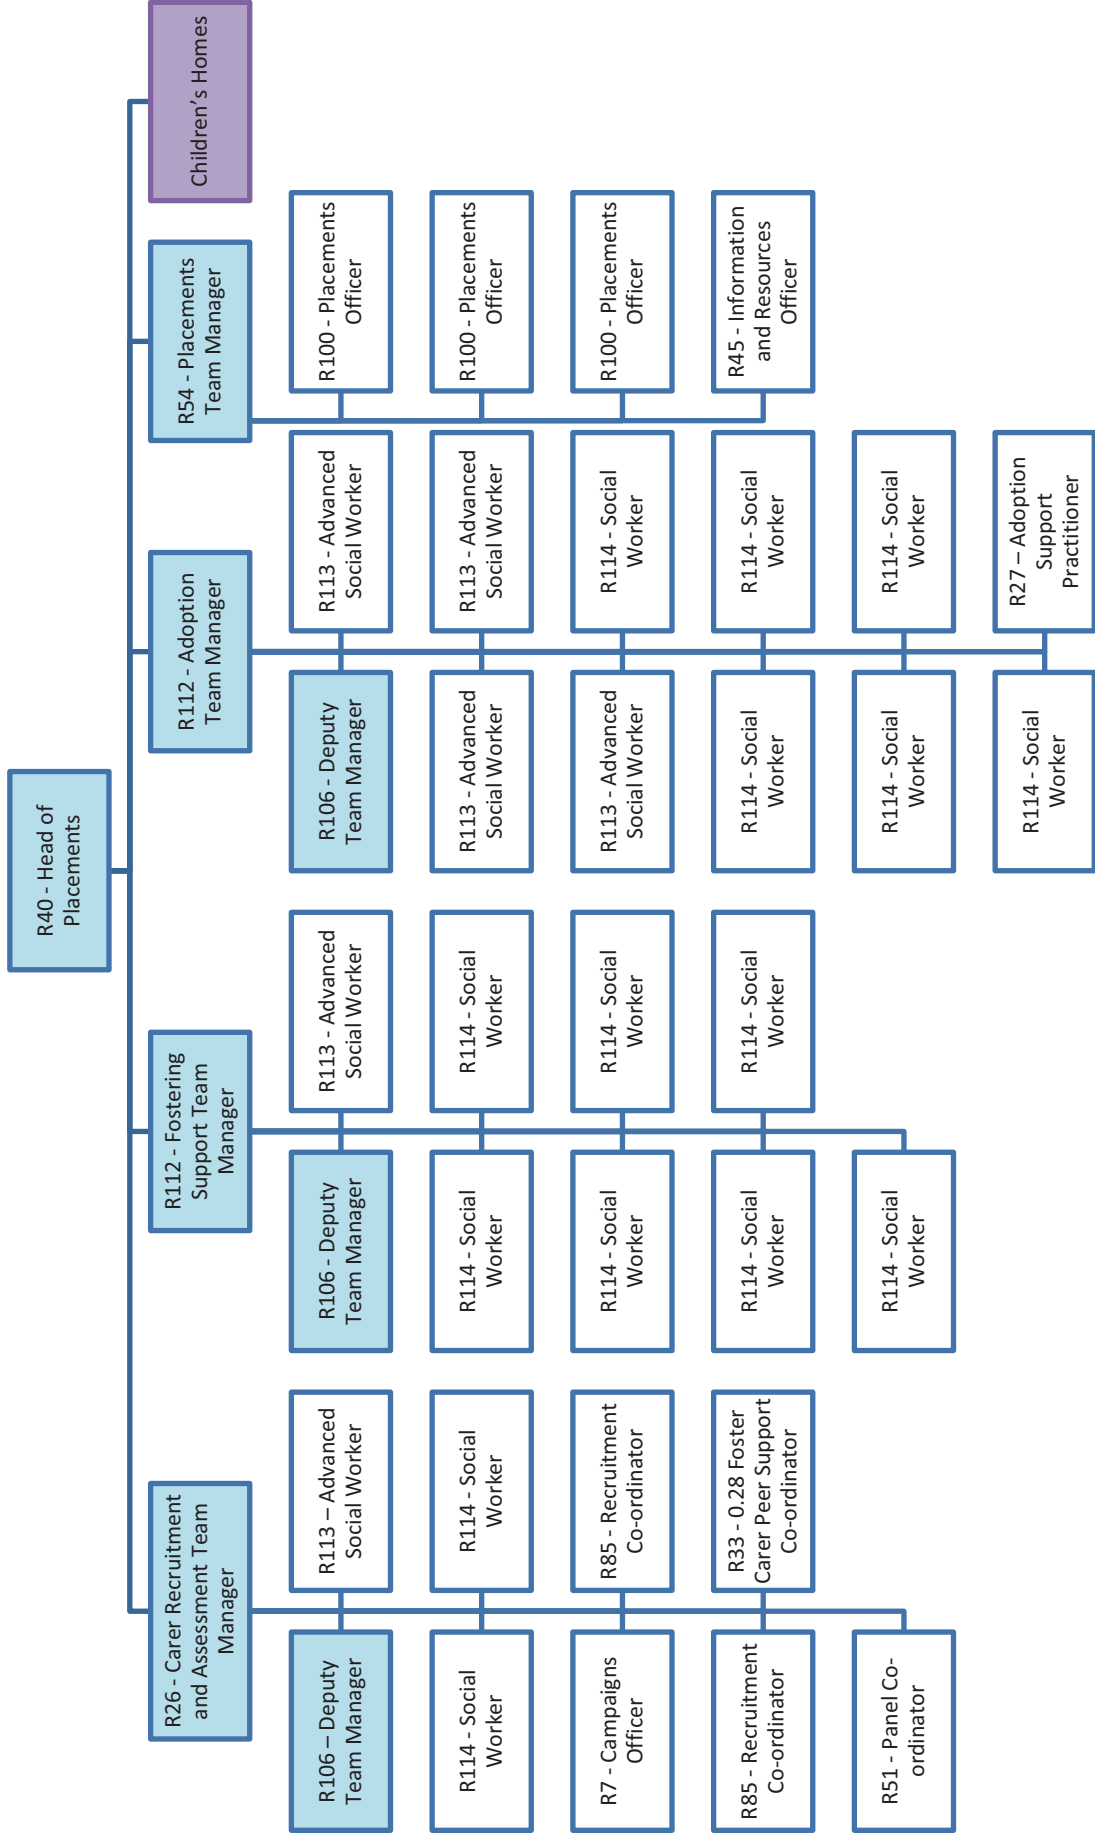 R40 - Head of
Placements
R26 - Carer Recruitment
and Assessment Team
Manager
R112 - Fostering
Support Team
Manager
R112 - Adoption
Team Manager
R54 - Placements
Team Manager
Children’s Homes
R106 – Deputy
Team Manager
R113 – Advanced
Social Worker
R114 - Social
Worker
R114 - Social
Worker
R7 - Campaigns
Officer
R85 - Recruitment
Co-ordinator
R85 - Recruitment
Co-ordinator
R33 - 0.28 Foster
Carer Peer Support
Co-ordinator
R51 - Panel Co-
ordinator
R106 - Deputy
Team Manager
R113 - Advanced
Social Worker
R114 - Social
Worker
R114 - Social
Worker
R114 - Social
Worker
R114 - Social
Worker
R114 - Social
Worker
R114 - Social
Worker
R114 - Social
Worker
R106 - Deputy
Team Manager
R113 - Advanced
Social Worker
R113 - Advanced
Social Worker
R113 - Advanced
Social Worker
R113 - Advanced
Social Worker
R114 - Social
Worker
R114 - Social
Worker
R114 - Social
Worker
R114 - Social
Worker
R114 - Social
Worker
R114 - Social
Worker
R27 – Adoption
Support
Practitioner
R100 - Placements
Officer
R100 - Placements
Officer
R100 - Placements
Officer
R45 - Information
and Resources
Officer